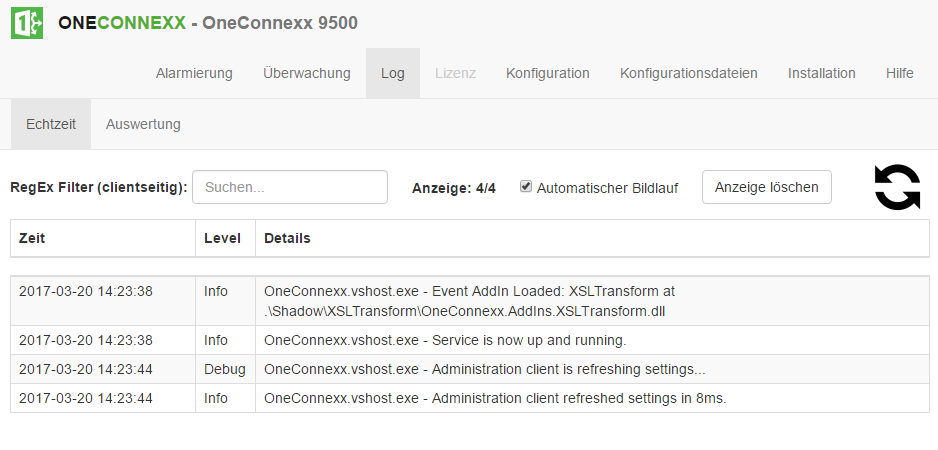 ONECONNEXX - OneConnexx 9500
Alarmierung Überwachung Log Lizenz Konfiguration Konfigurationsdateien Installation Hilfe
Echtzeit Auswertung
RegEx Filter (clientseitig): Suchen... Anzeige: 4/4 Automatischer Bildlauf Anzeige löschen
Zeit Level Details
2017-03-20 14:23:38 Info OneConnexx.vshost.exe - Event AddIn Loaded: XSLTransform at
.\Shadow\XSLTransform\OneConnexx.AddIns.XSLTransform.dll
2017-03-20 14:23:38 Info OneConnexx.vshost.exe - Service is now up and running.
2017-03-20 14:23:44 Debug OneConnexx.vshost.exe - Administration client is refreshing settings...
2017-03-20 14:23:44 Info OneConnexx.vshost.exe - Administration client refreshed settings in 8ms.